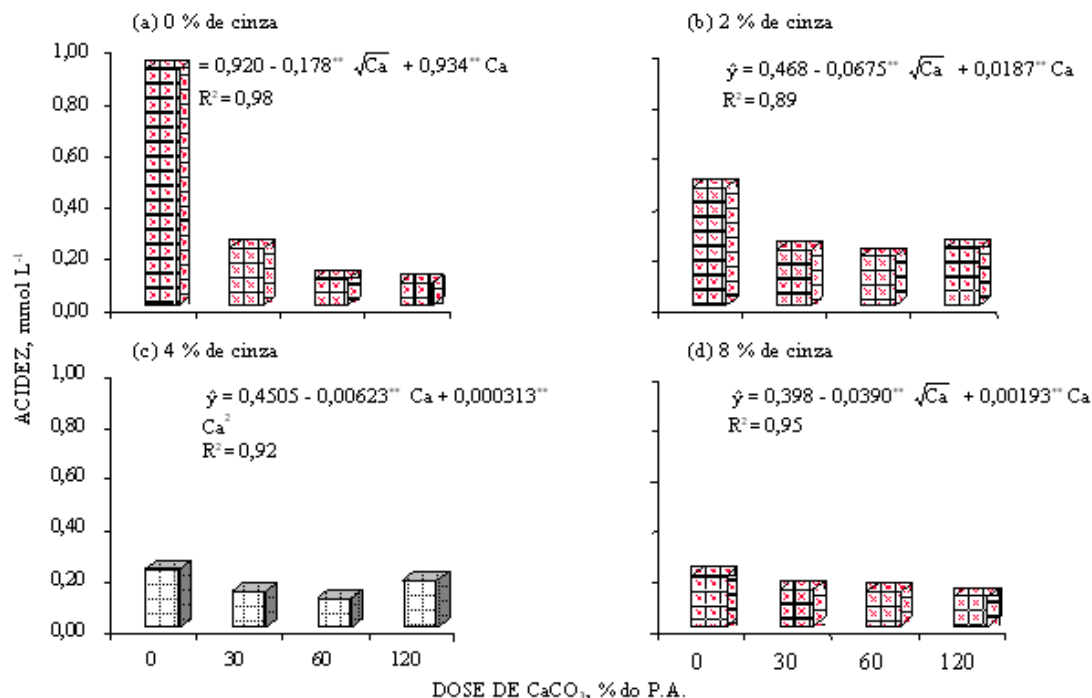 (a) 0 % de cinza
= 0,920 - 0,178** √Ca + 0,934** Ca
R² = 0,98
1,00
0,80
0,60
0,40
0,20
0,00
(b) 2 % de cinza
ŷ = 0,468 - 0,0675** √Ca + 0,0187** Ca
R² = 0,89
ACIDEZ, mmol L⁻¹
(c) 4 % de cinza
ŷ = 0,4505 - 0,00623** Ca + 0,000313**
Ca²
R² = 0,92
1,00
0,80
0,60
0,40
0,20
0,00
0 30 60 120
(d) 8 % de cinza
ŷ = 0,398 - 0,0390** √Ca + 0,00193** Ca
R² = 0,95
0 30 60 120
DOSE DE CaCO₃, % do P.A.